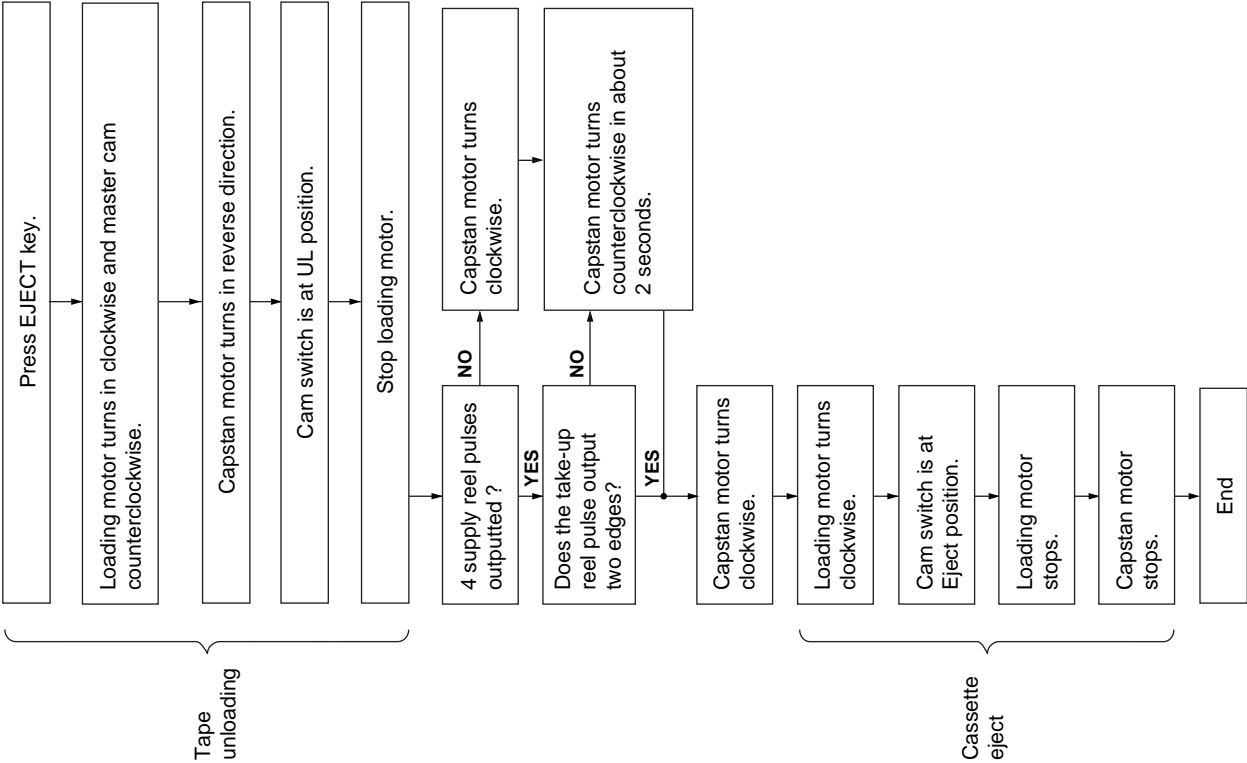 Press EJECT key.
Loading motor turns in clockwise and master cam
counterclockwise.
Capstan motor turns in reverse direction.
Cam switch is at UL position.
Stop loading motor.
Tape
unloading
4 supply reel pulses
outputted ?
NO
Capstan motor turns
clockwise.
YES
Does the take-up
reel pulse output
two edges?
NO
Capstan motor turns
counterclockwise in about
2 seconds.
YES
Capstan motor turns
clockwise.
Loading motor turns
clockwise.
Cam switch is at
Eject position.
Loading motor
stops.
Capstan motor
stops.
Cassette
eject
End